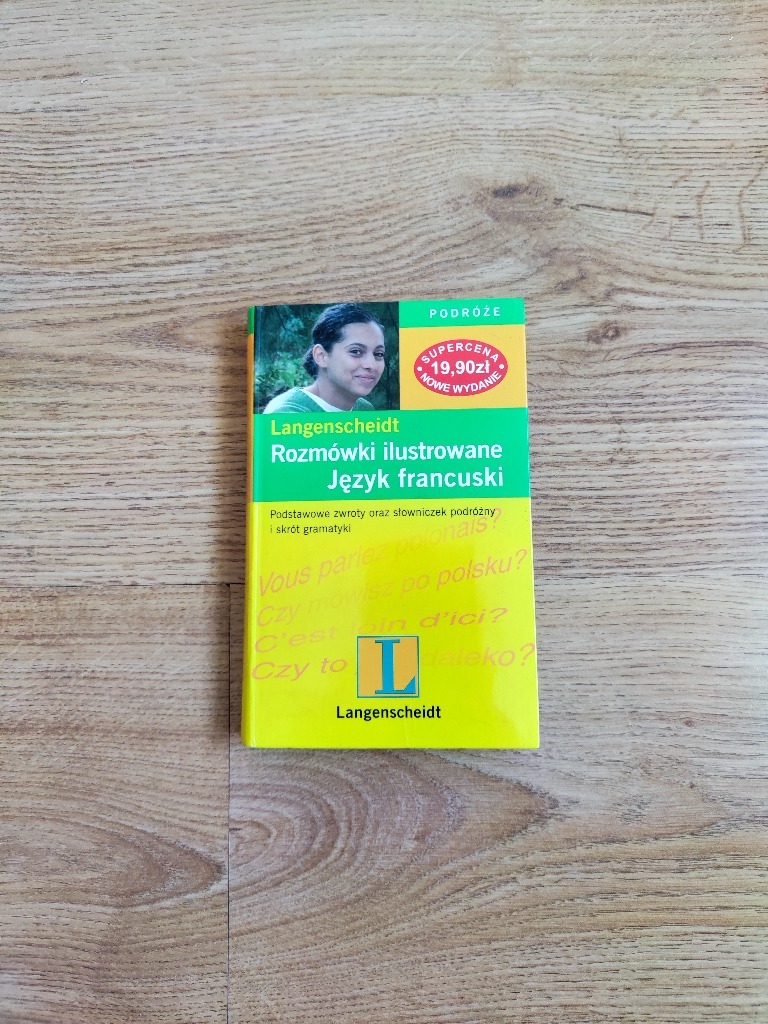 PODRÓŻE
SUPERCENA
19,90zł
NOWE WYDANIE
Langenscheidt
Rozmówki ilustrowane
Język francuski
Podstawowe zwroty oraz słowniczek podróżny
i skrót gramatyki
Vous parlez polonais?
Czy mówisz po polsku?
C'est loin d'ici?
Czy to daleko?
L
Langenscheidt